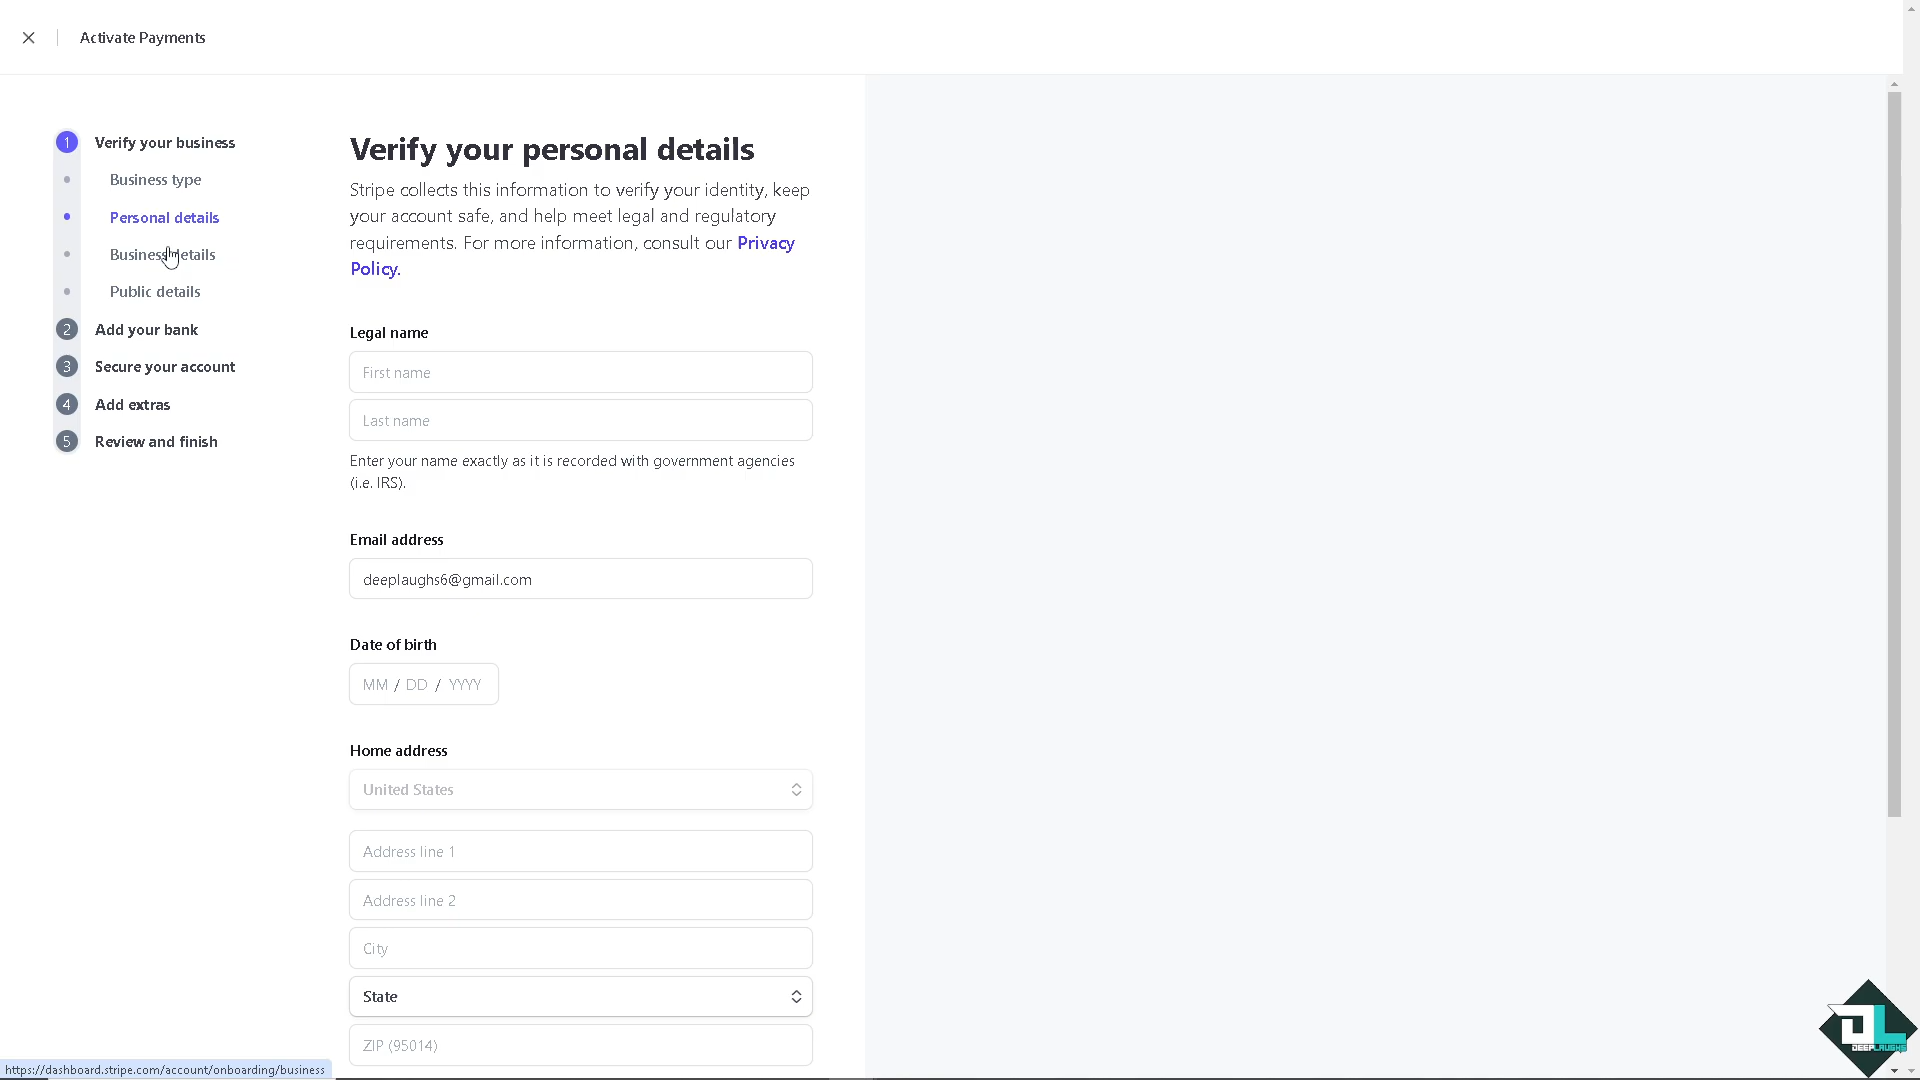 Activate Payments
1 Verify your business
Business type
Personal details
Business details
Public details
2 Add your bank
3 Secure your account
4 Add extras
5 Review and finish
Verify your personal details
Stripe collects this information to verify your identity, keep
your account safe, and help meet legal and regulatory
requirements. For more information, consult our Privacy
Policy.
Legal name
First name
Last name
Enter your name exactly as it is recorded with government agencies
(i.e. IRS).
Email address
deeplaughs6@gmail.com
Date of birth
MM / DD / YYYY
Home address
United States
Address line 1
Address line 2
City
State
ZIP (95014)
https://dashboard.stripe.com/account/onboarding/business
DL
DEEPLAUGHS